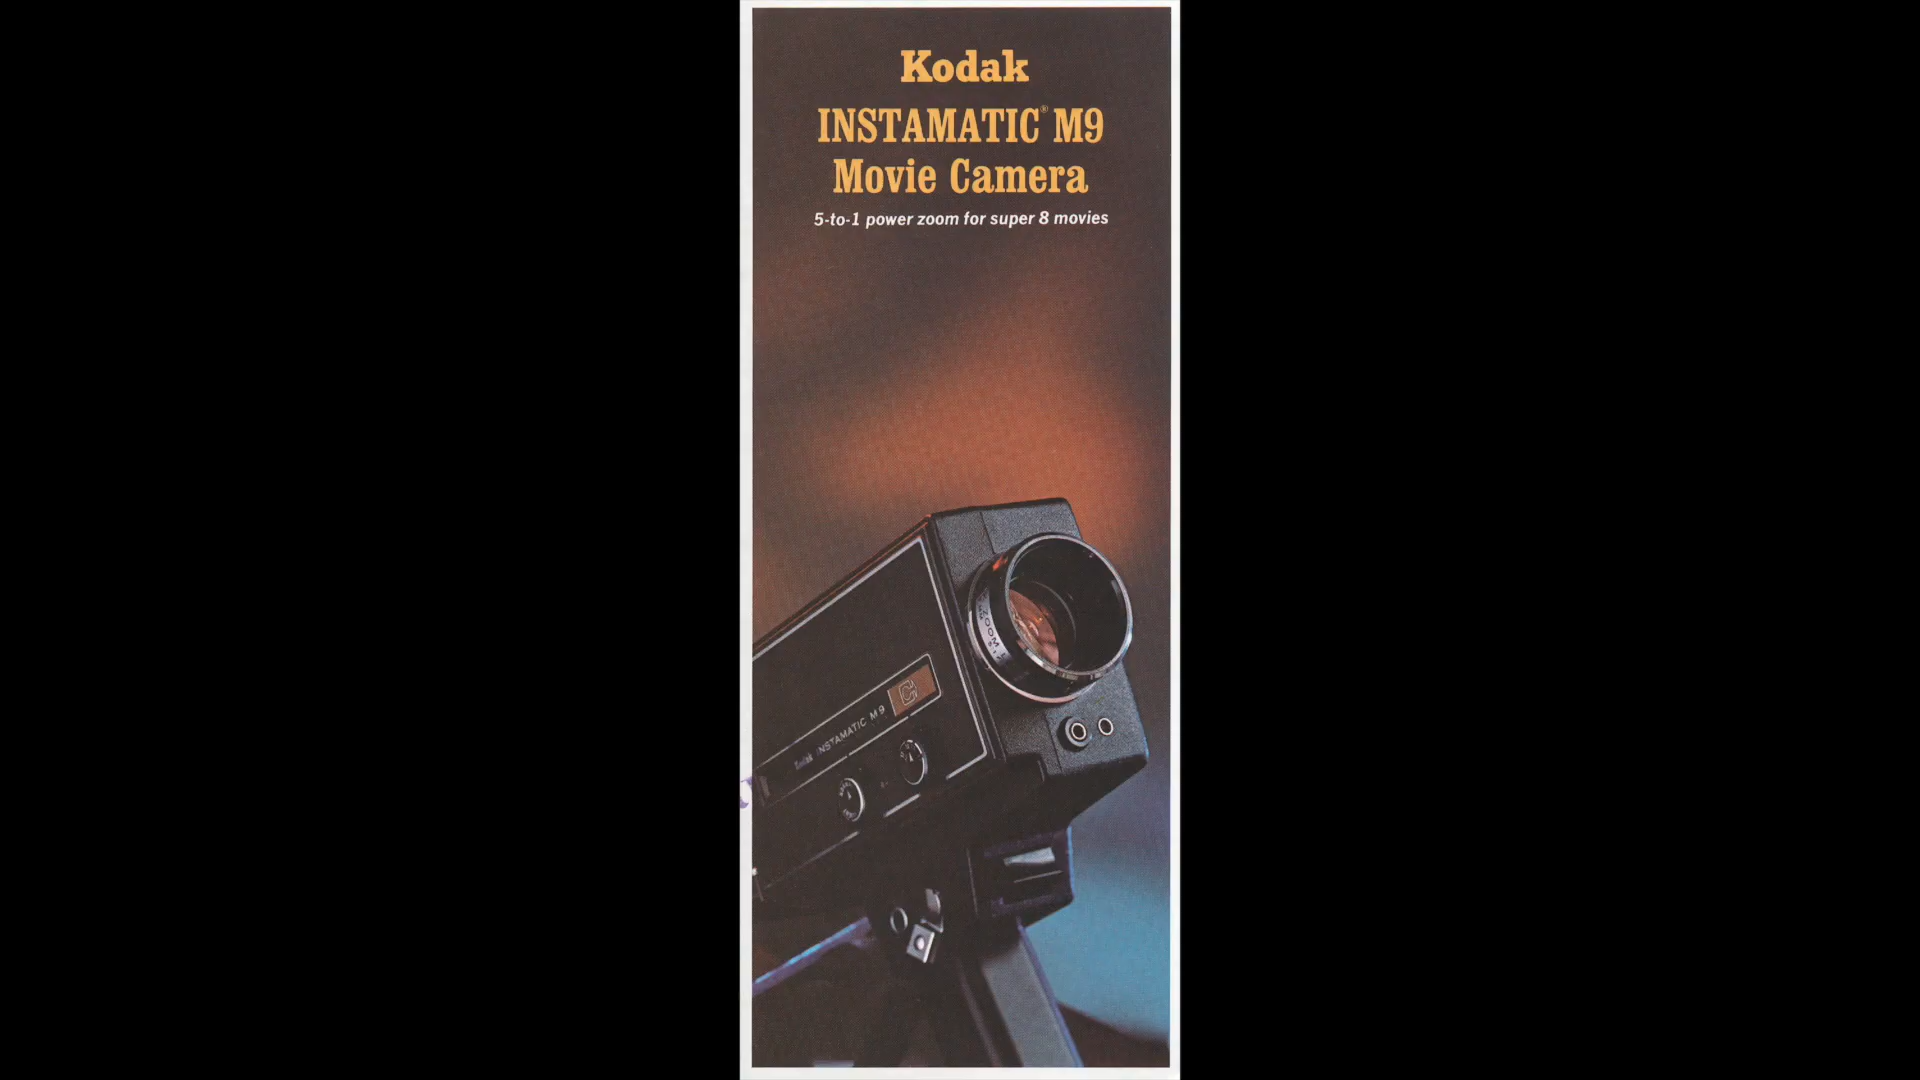 Kodak
INSTAMATIC® M9
Movie Camera
5-to-1 power zoom for super 8 movies
ZOOM
Kodak INSTAMATIC M9